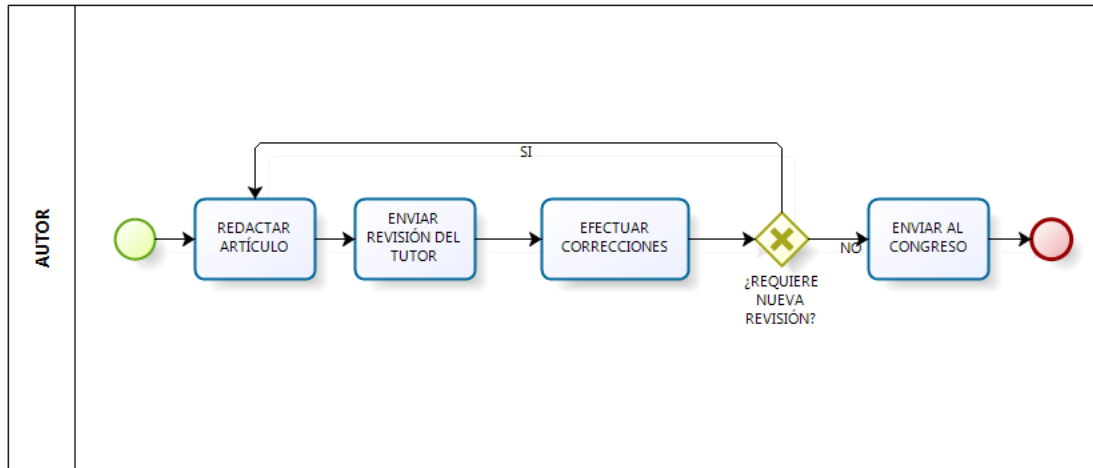 AUTOR
SI
REDACTAR
ARTÍCULO
ENVIAR
REVISIÓN DEL
TUTOR
EFECTUAR
CORRECCIONES
¿REQUIERE
NUEVA
REVISIÓN?
NO
ENVIAR AL
CONGRESO